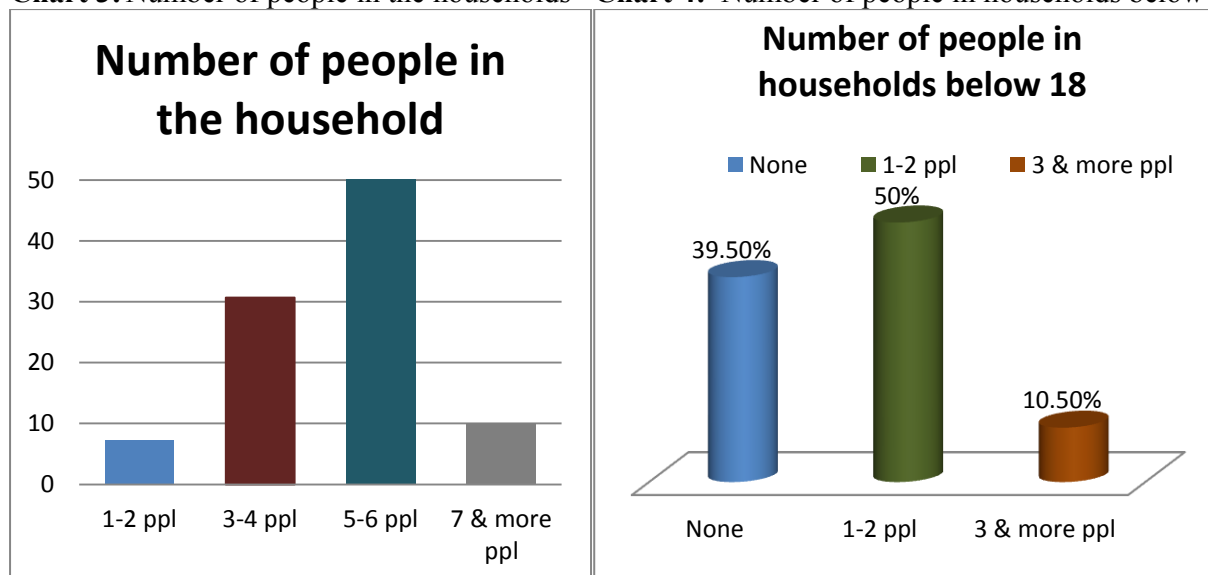 Chart 3: Number of people in the households Chart 4: Number of people in households below
Number of people in
the household
50
40
30
20
10
0
1-2 ppl 3-4 ppl 5-6 ppl 7 & more
ppl
Number of people in
households below 18
None 1-2 ppl 3 & more ppl
39.50%
50%
10.50%
None 1-2 ppl 3 & more ppl